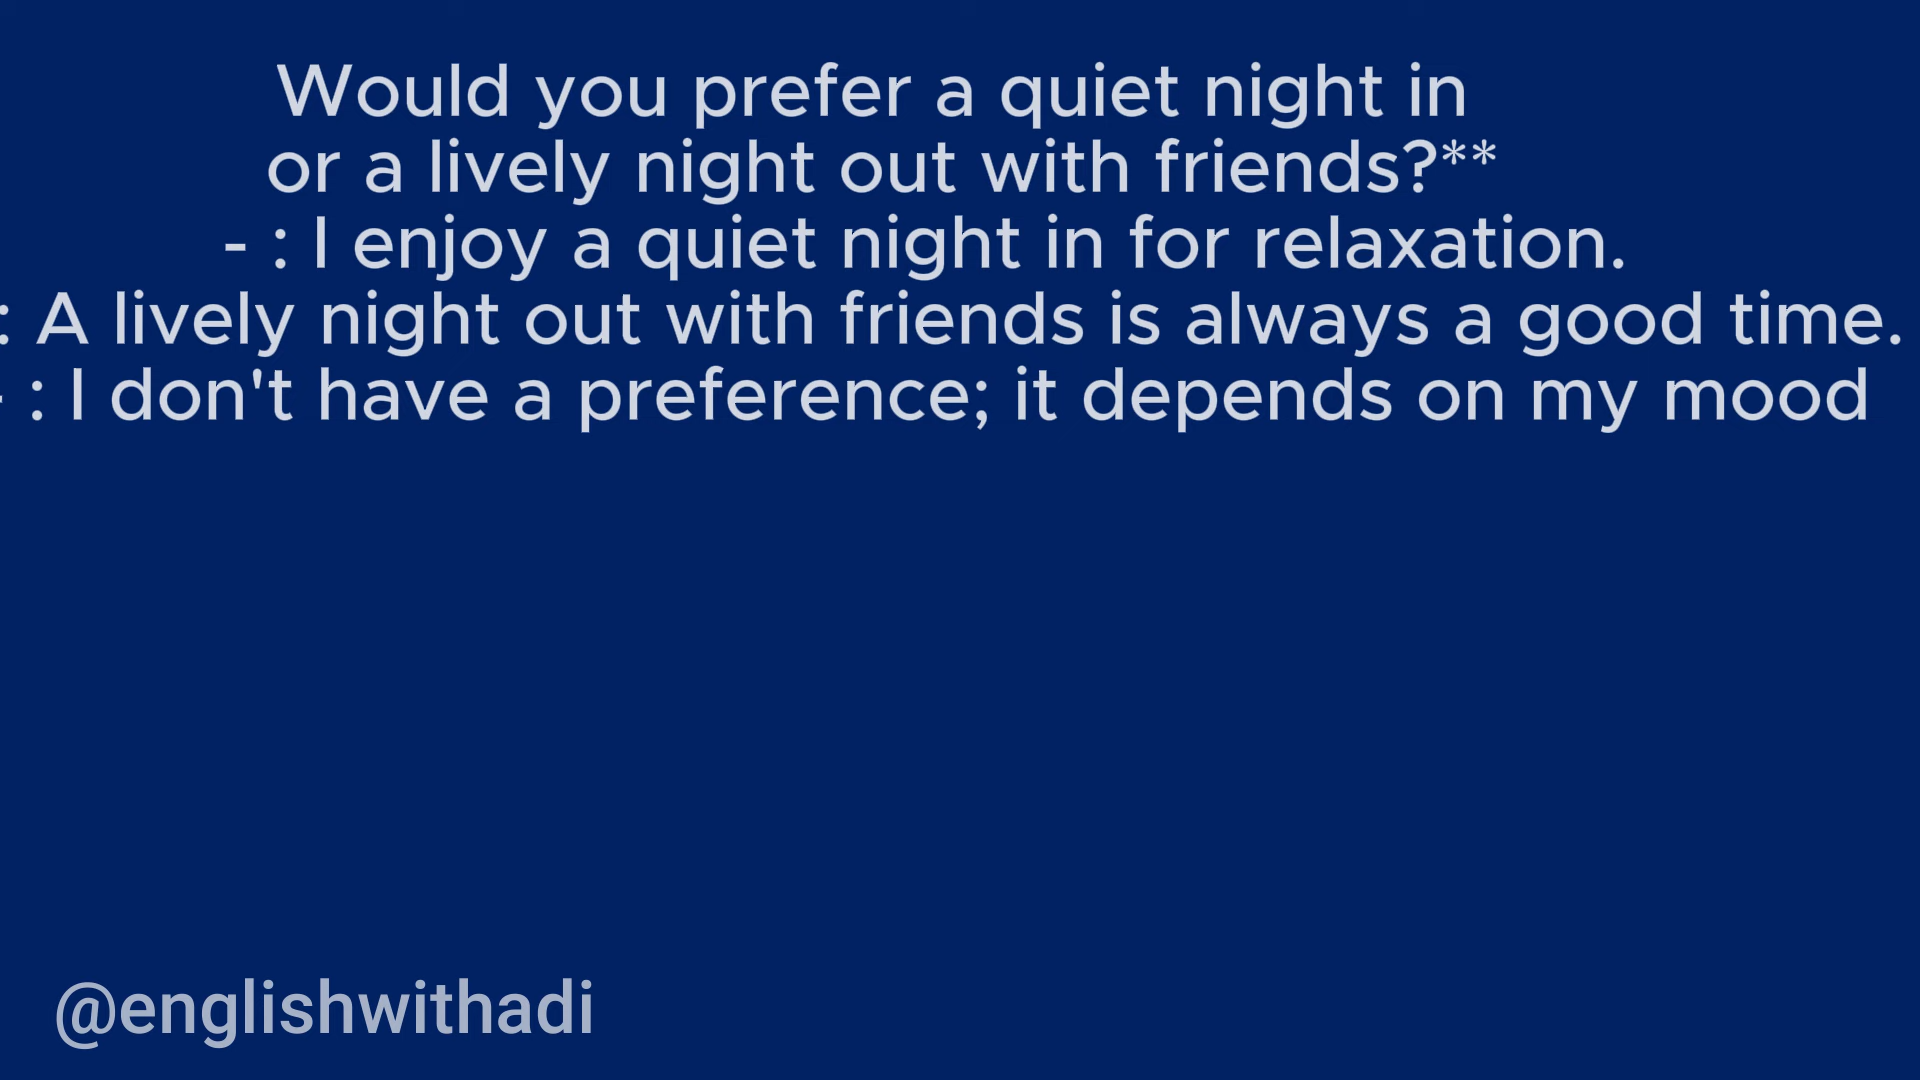 Would you prefer a quiet night in
or a lively night out with friends?**
- : I enjoy a quiet night in for relaxation.
: A lively night out with friends is always a good time.
- : I don't have a preference; it depends on my mood
@englishwithadi